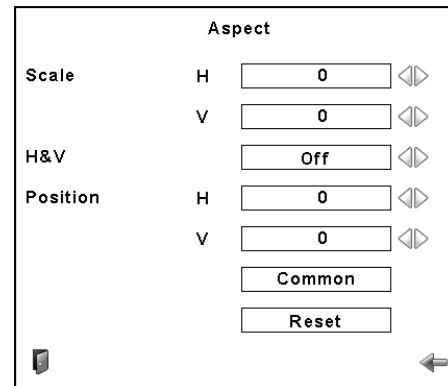 Aspect
Scale H 0
V 0
H&V Off
Position H 0
V 0
Common
Reset